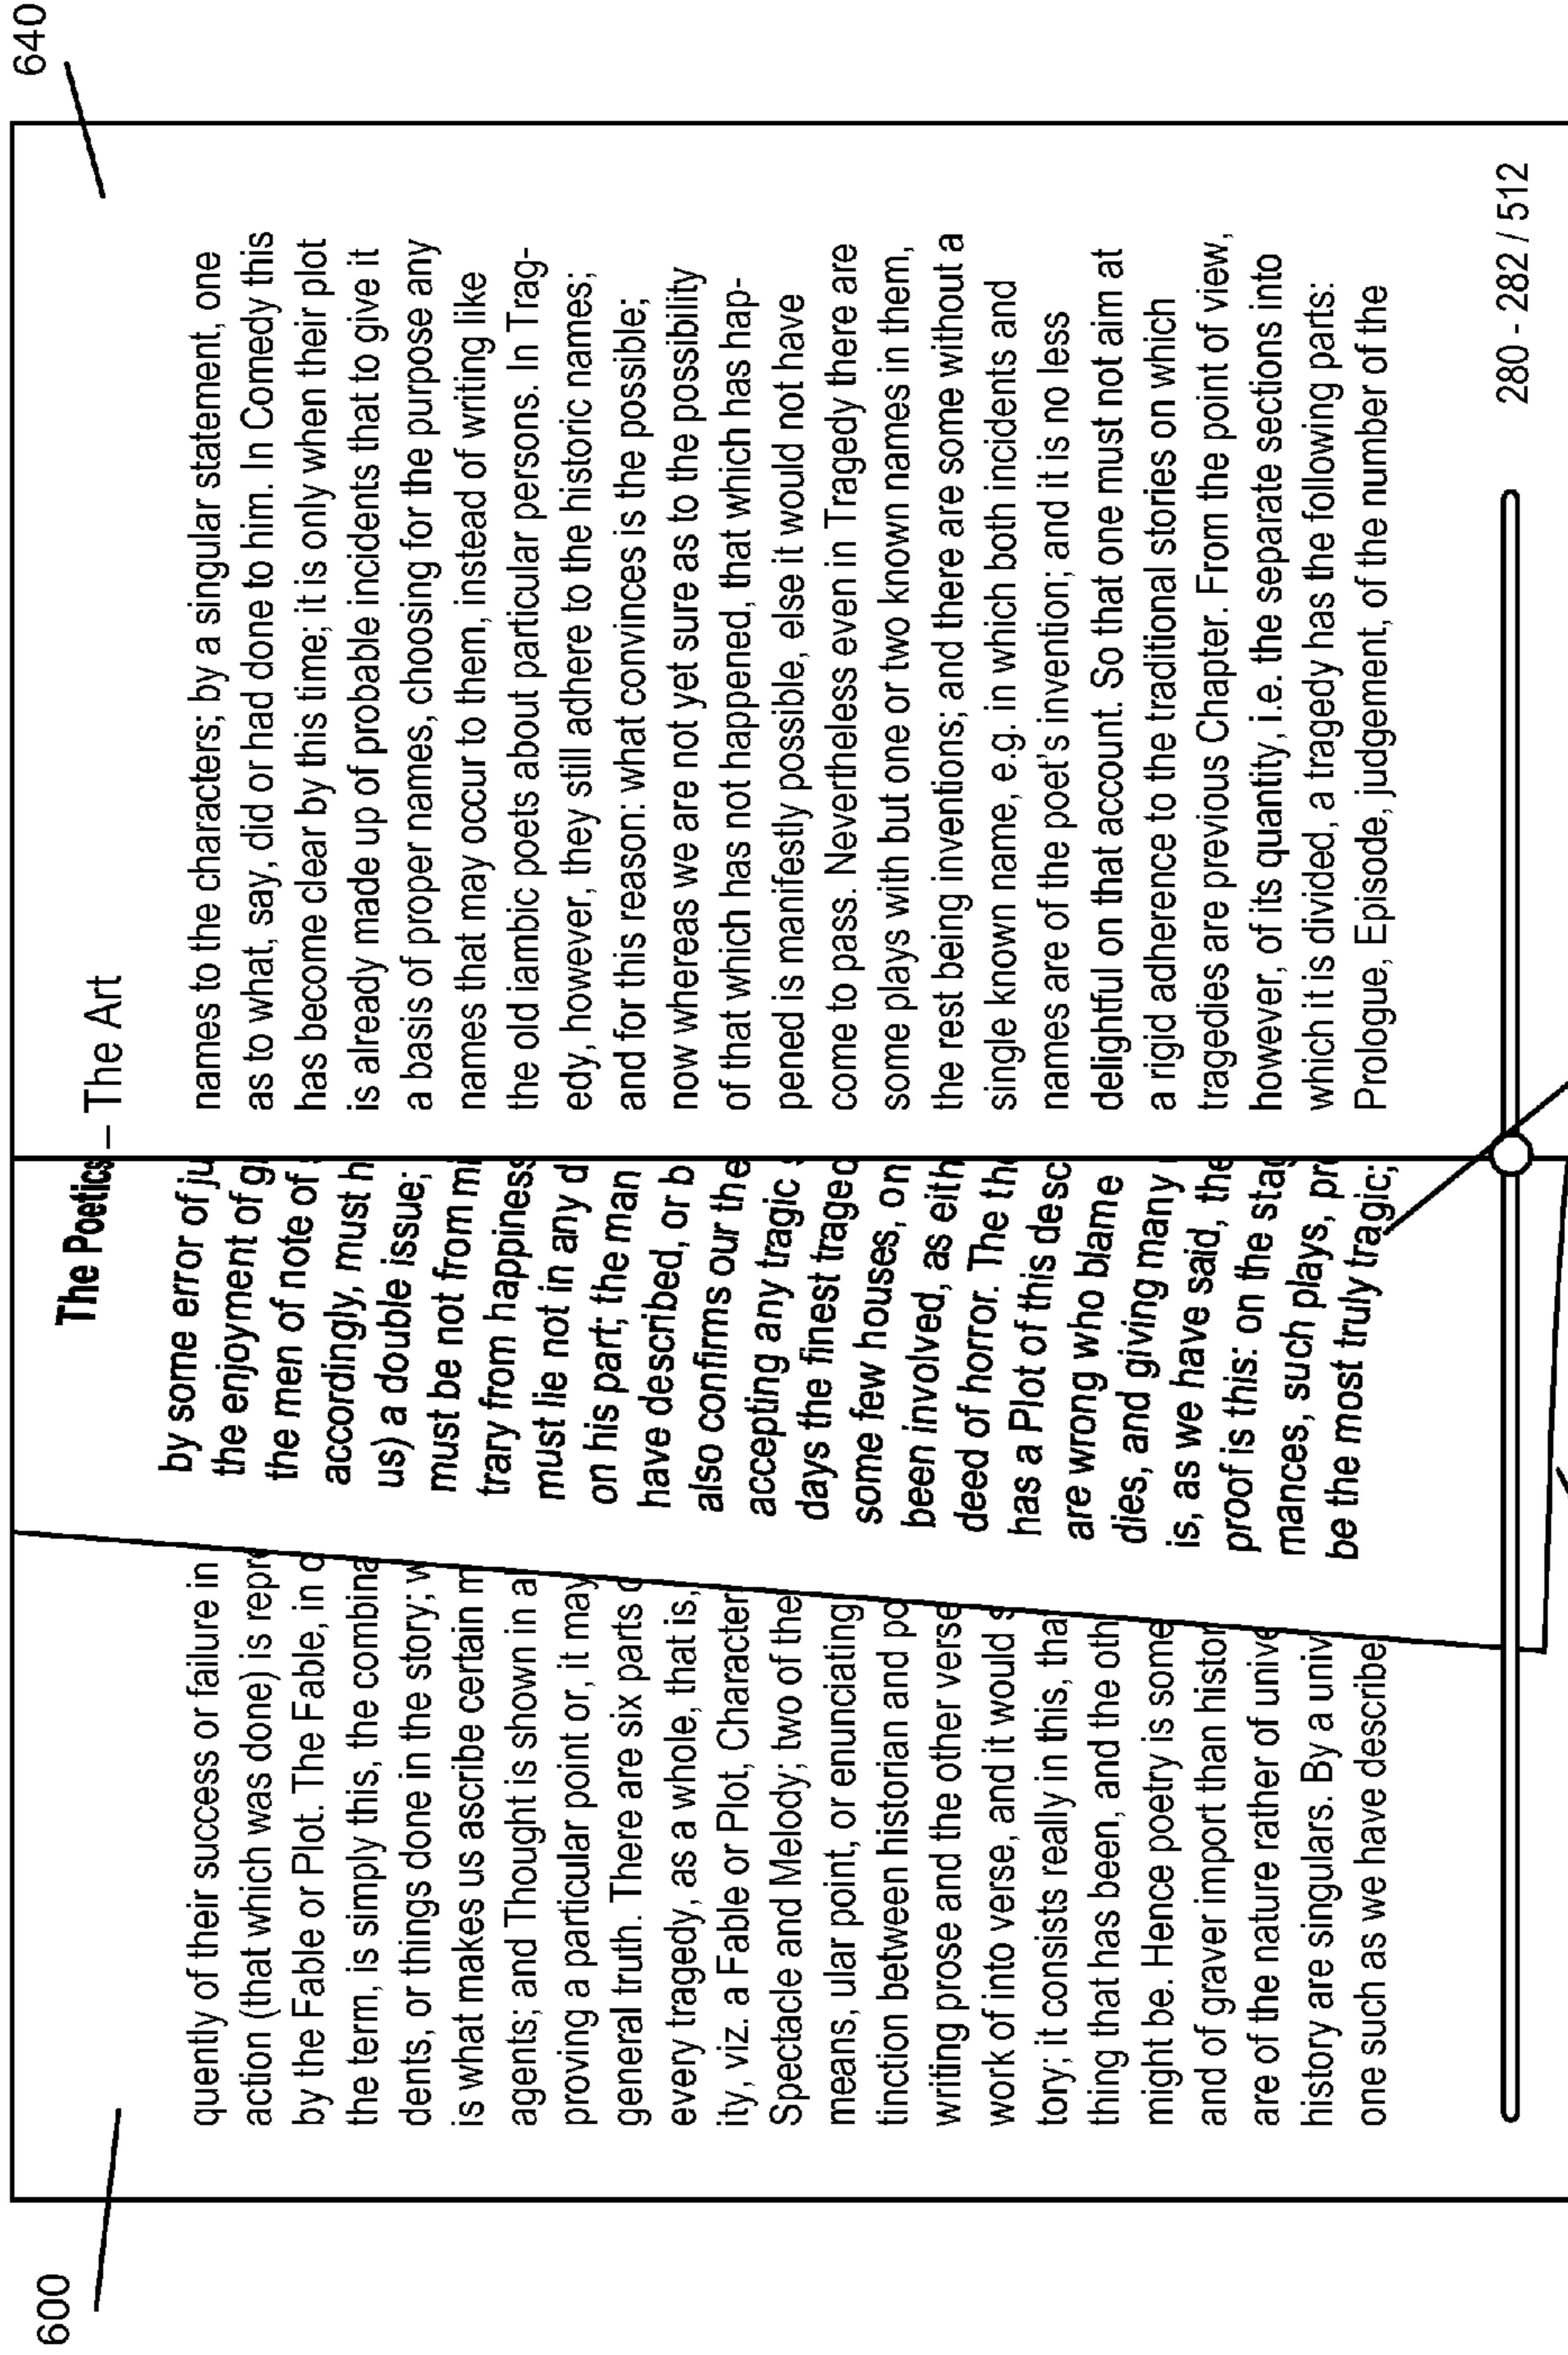 600
640
quently of their success or failure in
action (that which was done) is repre
by the Fable or Plot. The Fable, in o
the term, is simply this, the combina
dents, or things done in the story; w
is what makes us ascribe certain m
agents; and Thought is shown in a
proving a particular point or, it may
general truth. There are six parts o
every tragedy, as a whole, that is,
ity, viz. a Fable or Plot, Character
Spectacle and Melody; two of the
means, ular point, or enunciating
tinction between historian and po
writing prose and the other verse
work of into verse, and it would s
tory; it consists really in this, tha
thing that has been, and the oth
might be. Hence poetry is some
and of graver import than histor
are of the nature rather of unive
history are singulars. By a univ
one such as we have describe
The Poetics
by some error of ju
the enjoyment of g
the men of note of
accordingly, must h
us) a double issue;
must be not from m
trary from happiness
must lie not in any d
on his part; the man
have described, or b
also confirms our the
accepting any tragic
days the finest traged
some few houses, on
been involved, as eith
deed of horror. The th
has a Plot of this desc
are wrong who blame
dies, and giving many
is, as we have said, the
proof is this: on the stag
mances, such plays, pr
be the most truly tragic;
– The Art
names to the characters; by a singular statement, one
as to what, say, did or had done to him. In Comedy this
has become clear by this time; it is only when their plot
is already made up of probable incidents that to give it
a basis of proper names, choosing for the purpose any
names that may occur to them, instead of writing like
the old iambic poets about particular persons. In Trag-
edy, however, they still adhere to the historic names;
and for this reason: what convinces is the possible;
now whereas we are not yet sure as to the possibility
of that which has not happened, that which has hap-
pened is manifestly possible, else it would not have
come to pass. Nevertheless even in Tragedy there are
some plays with but one or two known names in them,
the rest being inventions; and there are some without a
single known name, e.g. in which both incidents and
names are of the poet's invention; and it is no less
delightful on that account. So that one must not aim at
a rigid adherence to the traditional stories on which
tragedies are previous Chapter. From the point of view,
however, of its quantity, i.e. the separate sections into
which it is divided, a tragedy has the following parts:
Prologue, Episode, judgement, of the number of the
280 - 282 / 512